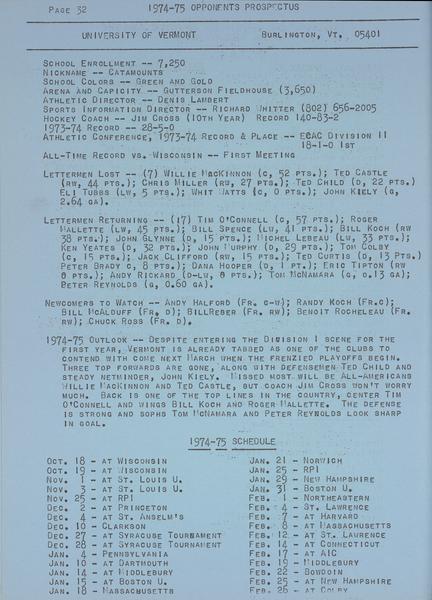 PAGE 32 1974-75 OPPONENTS PROSPECTUS
UNIVERSITY OF VERMONT BURLINGTON, VT. 05401
SCHOOL ENROLLMENT -- 7,250
NICKNAME -- CATAMOUNTS
SCHOOL COLORS -- GREEN AND GOLD
ARENA AND CAPICITY -- GUTTERSON FIELDHOUSE (3,650)
ATHLETIC DIRECTOR -- DENIS LAMBERT
SPORTS INFORMATION DIRECTOR -- RICHARD WHITTER (802) 656-2005
HOCKEY COACH -- JIM CROSS (10TH YEAR) RECORD 140-83-2
1973-74 RECORD -- 28-5-0
ATHLETIC CONFERENCE, 1973-74 RECORD & PLACE -- ECAC DIVISION II
18-1-0 1ST
ALL-TIME RECORD VS. WISCONSIN -- FIRST MEETING
LETTERMEN LOST -- (7) WILLIE MACKINNON (C, 52 PTS.); TED CASTLE
(RW, 44 PTS.); CHRIS MILLER (RW, 27 PTS.); TED CHILD (D, 22 PTS.)
ELI TUBBS (LW, 5 PTS.); WHIT WATTS (C, 0 PTS.); JOHN KIELY (G,
2.64 GA).
LETTERMEN RETURNING -- (17) TIM O'CONNELL (C, 57 PTS.); ROGER
MALLETTE (LW, 45 PTS.); BILL SPENCE (LW, 41 PTS.); BILL KOCH (RW
38 PTS.); JOHN GLYNNE (D, 15 PTS.); MICHEL LEBEAU (LW, 33 PTS.);
KEN YEATES (D, 32 PTS.); JOHN MURPHY (D, 29 PTS.); TOM COLBY
(C, 15 PTS.); JACK CLIFFORD (RW, 15 PTS.); TED CURTIS (D, 13 PTS.)
PETER BRADY C, 8 PTS.); DANA HOOPER (D, 1 PT.); ERIC TIPTON (RW
8 PTS.); ANDY RICKARD (D-LW, 8 PTS.); TOM MCNAMARA (G, 0.13 GA);
PETER REYNOLDS (G, 0.60 GA).
NEWCOMERS TO WATCH -- ANDY HALFORD (FR. C-W); RANDY KOCH (FR.C);
BILL MCALDUFF (FR. D); BILLREBER (FR. RW); BENOIT ROCHELEAU (FR.
RW); CHUCK ROSS (FR. D).
1974-75 OUTLOOK -- DESPITE ENTERING THE DIVISION I SCENE FOR THE
FIRST YEAR, VERMONT IS ALREADY TABBED AS ONE OF THE CLUBS TO
CONTEND WITH COME NEXT MARCH WHEN THE FRENZIED PLAYOFFS BEGIN.
THREE TOP FORWARDS ARE GONE, ALONG WITH DEFENSEMEN TED CHILD AND
STEADY NETMINDER, JOHN KIELY. MISSED MOST WILL BE ALL-AMERICANS
WILLIE MACKINNON AND TED CASTLE, BUT COACH JIM CROSS WON'T WORRY
MUCH. BACK IS ONE OF THE TOP LINES IN THE COUNTRY, CENTER TIM
O'CONNELL AND WINGS BILL KOCH AND ROGER MALLETTE. THE DEFENSE
IS STRONG AND SOPHS TOM MCNAMARA AND PETER REYNOLDS LOOK SHARP
IN GOAL.
1974-75 SCHEDULE
OCT. 18 - AT WISCONSIN
OCT. 19 - AT WISCONSIN
NOV. 1 - AT ST. LOUIS U.
NOV. 3 - AT ST. LOUIS U.
NOV. 25 - AT RPI
DEC. 2 - AT PRINCETON
DEC. 4 - AT ST. ANSELM'S
DEC. 10 - CLARKSON
DEC. 27 - AT SYRACUSE TOURNAMENT
DEC. 28 - AT SYRACUSE TOURNAMENT
JAN. 4 - PENNSYLVANIA
JAN. 10 - AT DARTMOUTH
JAN. 14 - AT MIDDLEBURY
JAN. 15 - AT BOSTON U.
JAN. 18 - MASSACHUSETTS
JAN. 21 - NORWICH
JAN. 25 - RPI
JAN. 29 - NEW HAMPSHIRE
JAN. 31 - BOSTON U.
FEB. 1 - NORTHEASTERN
FEB. 4 - ST. LAWRENCE
FEB. 7 - AT HARVARD
FEB. 8 - AT MASSACHUSETTS
FEB. 12 - AT ST. LAWRENCE
FEB. 14 - AT CONNECTICUT
FEB. 17 - AT AIC
FEB. 19 - MIDDLEBURY
FEB. 22 - BOWDOIN
FEB. 25 - AT NEW HAMPSHIRE
FEB. 26 - AT COLBY